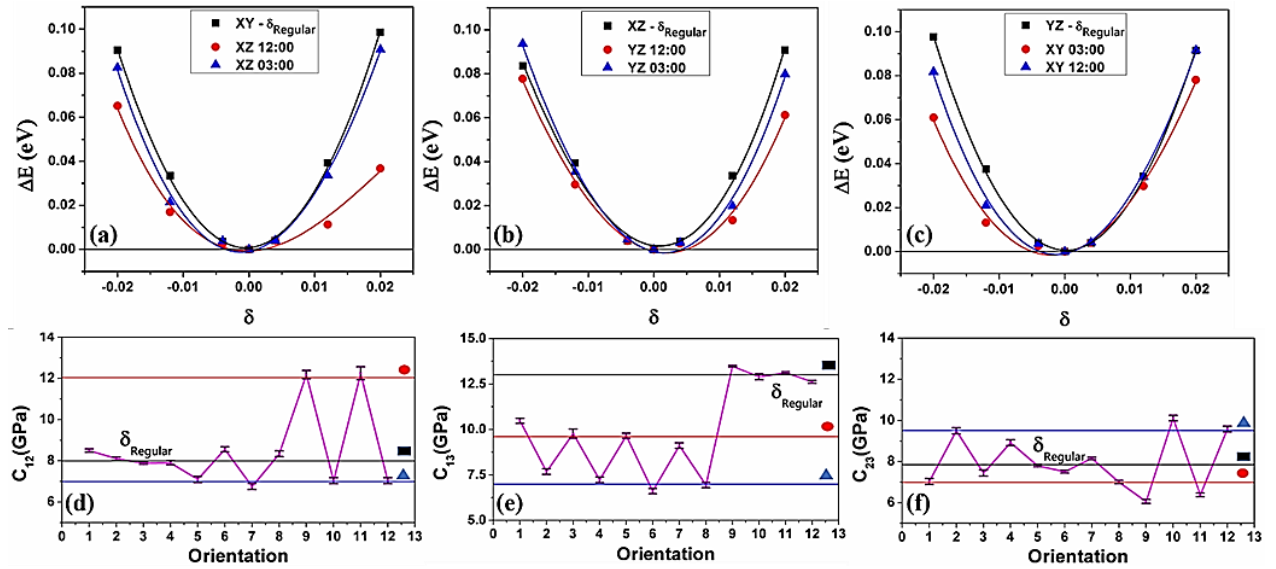 XY - δRegular
XZ 12:00
XZ 03:00
0.10
0.08
0.06
0.04
0.02
0.00
ΔE (eV)
(a)
-0.02 -0.01 0.00 0.01 0.02
δ
XZ - δRegular
YZ 12:00
YZ 03:00
0.10
0.08
0.06
0.04
0.02
0.00
ΔE (eV)
(b)
-0.02 -0.01 0.00 0.01 0.02
δ
YZ - δRegular
XY 03:00
XY 12:00
0.10
0.08
0.06
0.04
0.02
0.00
ΔE (eV)
(c)
-0.02 -0.01 0.00 0.01 0.02
δ
14
12
10
8
6
C12(GPa)
δRegular
(d)
0 1 2 3 4 5 6 7 8 9 10 11 12 13
Orientation
15.0
12.5
10.0
7.5
5.0
C13(GPa)
δRegular
(e)
0 1 2 3 4 5 6 7 8 9 10 11 12 13
Orientation
14
12
10
8
6
C23(GPa)
δRegular
(f)
0 1 2 3 4 5 6 7 8 9 10 11 12 13
Orientation